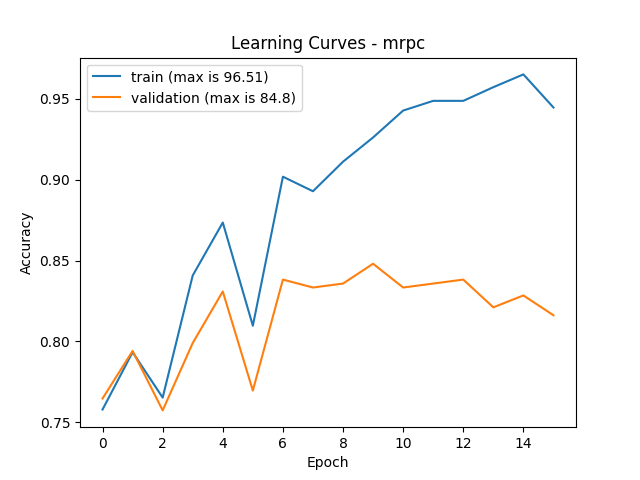 Learning Curves - mrpc
train (max is 96.51)
validation (max is 84.8)
0.95
0.90
0.85
0.80
0.75
Accuracy
0 2 4 6 8 10 12 14
Epoch